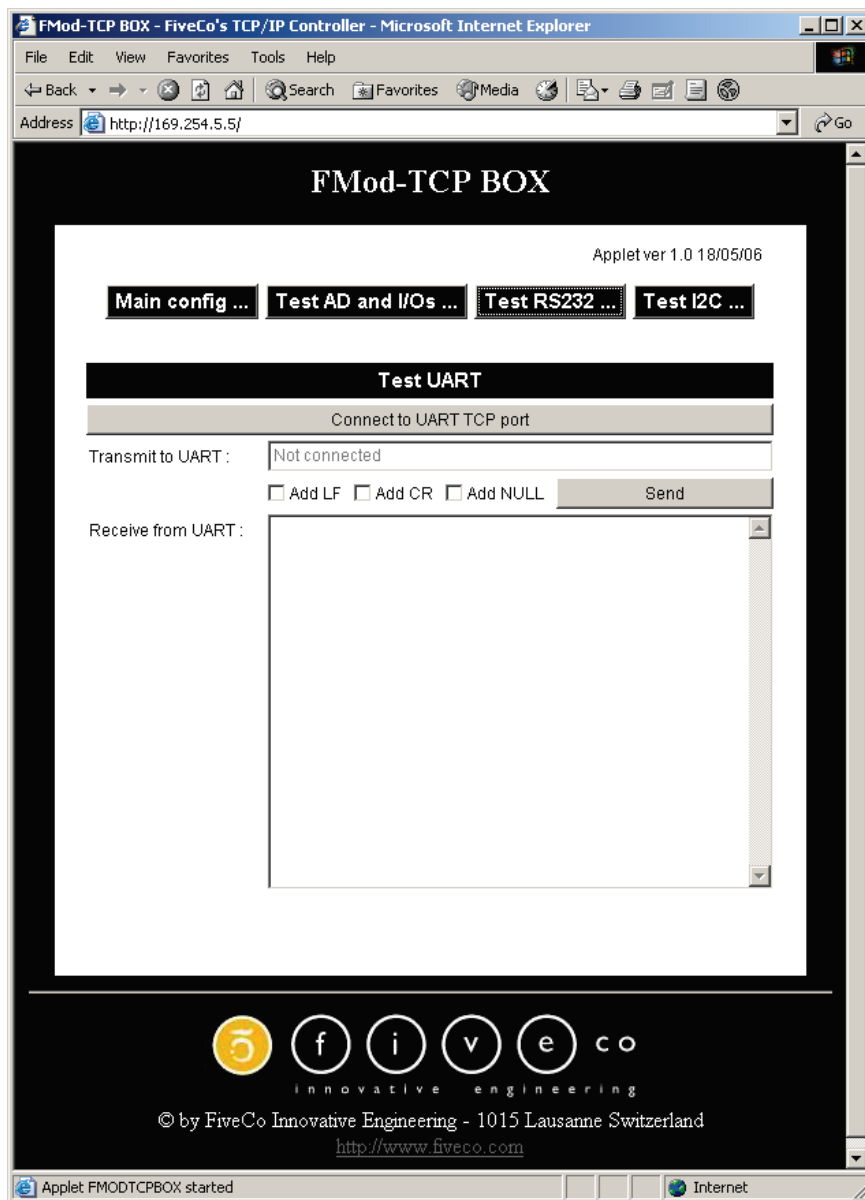 FMod-TCP BOX - FiveCo's TCP/IP Controller - Microsoft Internet Explorer
File Edit View Favorites Tools Help
Back Search Favorites Media
Address http://169.254.5.5/ Go
FMod-TCP BOX
Applet ver 1.0 18/05/06
Main config ... Test AD and I/Os ... Test RS232 ... Test I2C ...
Test UART
Connect to UART TCP port
Transmit to UART : Not connected
Add LF Add CR Add NULL Send
Receive from UART :
5 five co
innovative engineering
© by FiveCo Innovative Engineering - 1015 Lausanne Switzerland
http://www.fiveco.com
Applet FMODTCPBOX started Internet